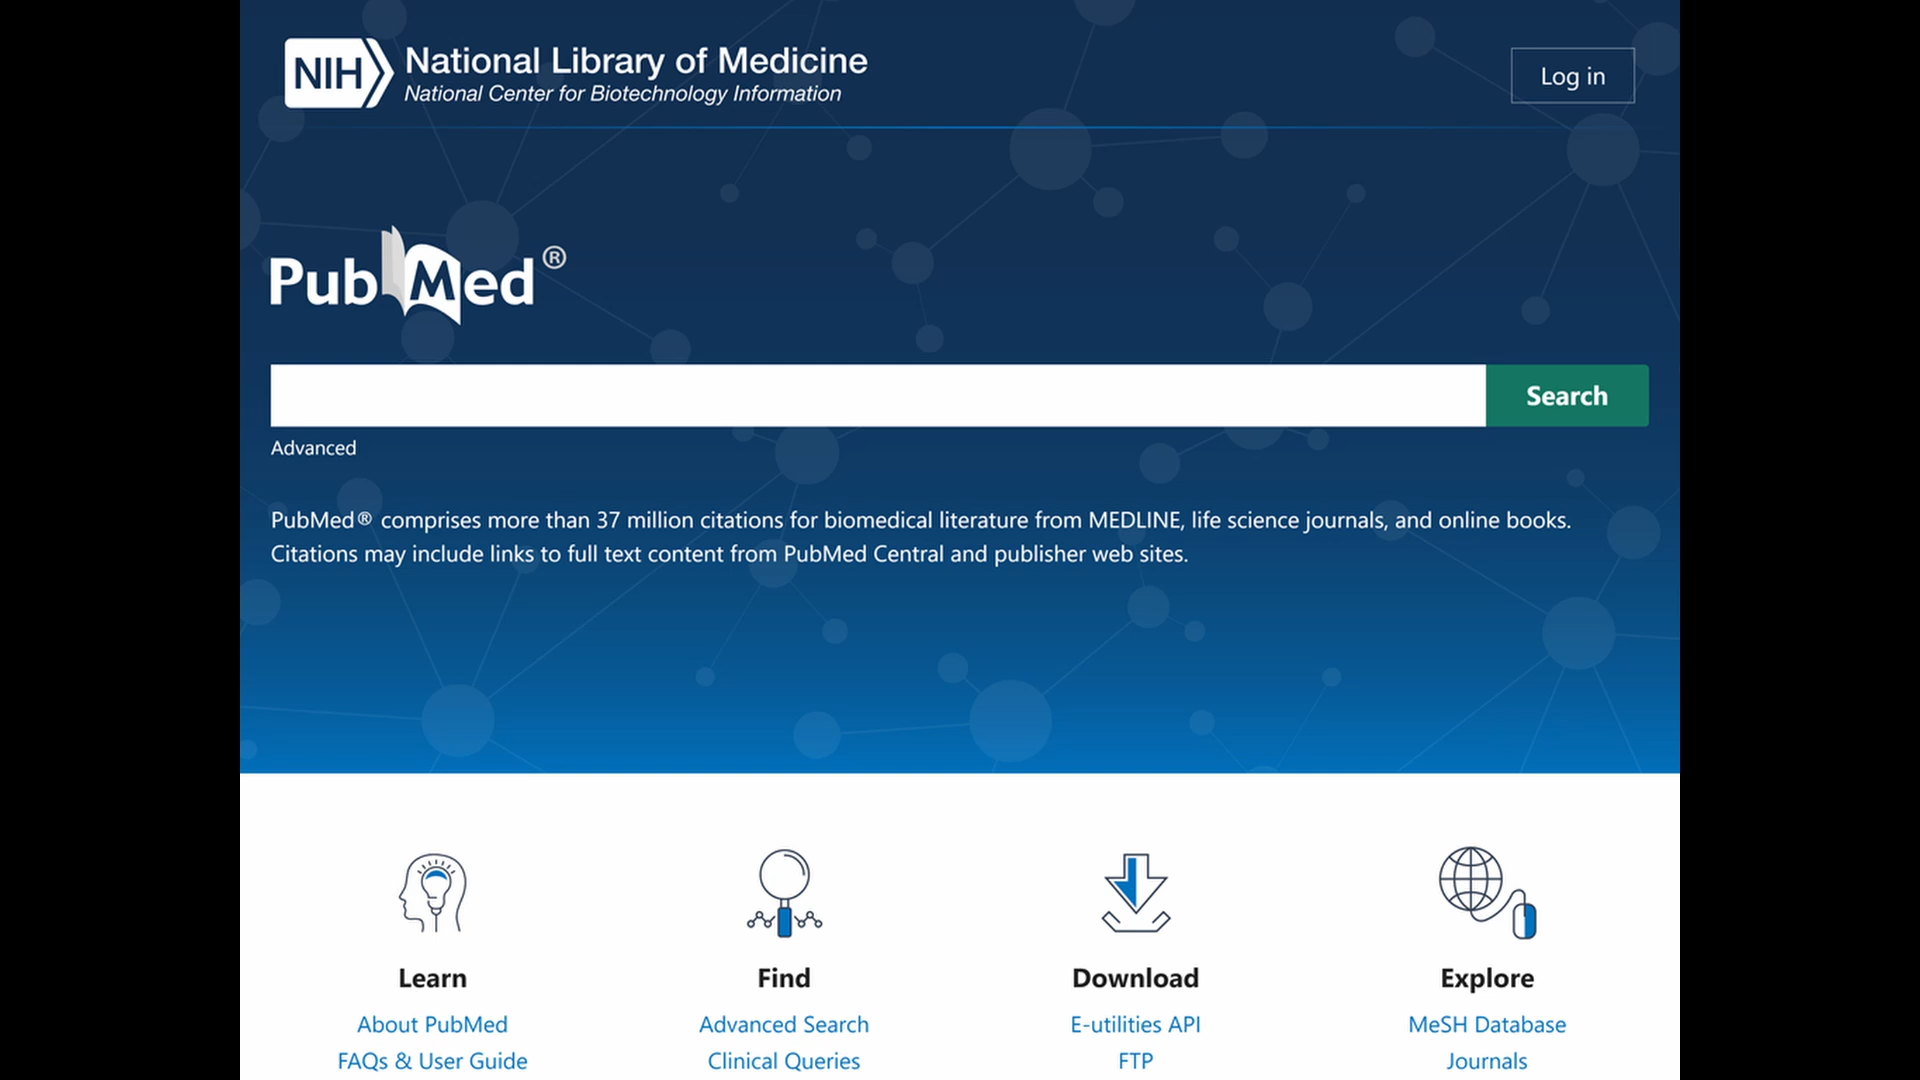 NIH National Library of Medicine
National Center for Biotechnology Information
Log in
PubMed®
Search
Advanced
PubMed® comprises more than 37 million citations for biomedical literature from MEDLINE, life science journals, and online books.
Citations may include links to full text content from PubMed Central and publisher web sites.
Learn
About PubMed
FAQs & User Guide
Find
Advanced Search
Clinical Queries
Download
E-utilities API
FTP
Explore
MeSH Database
Journals